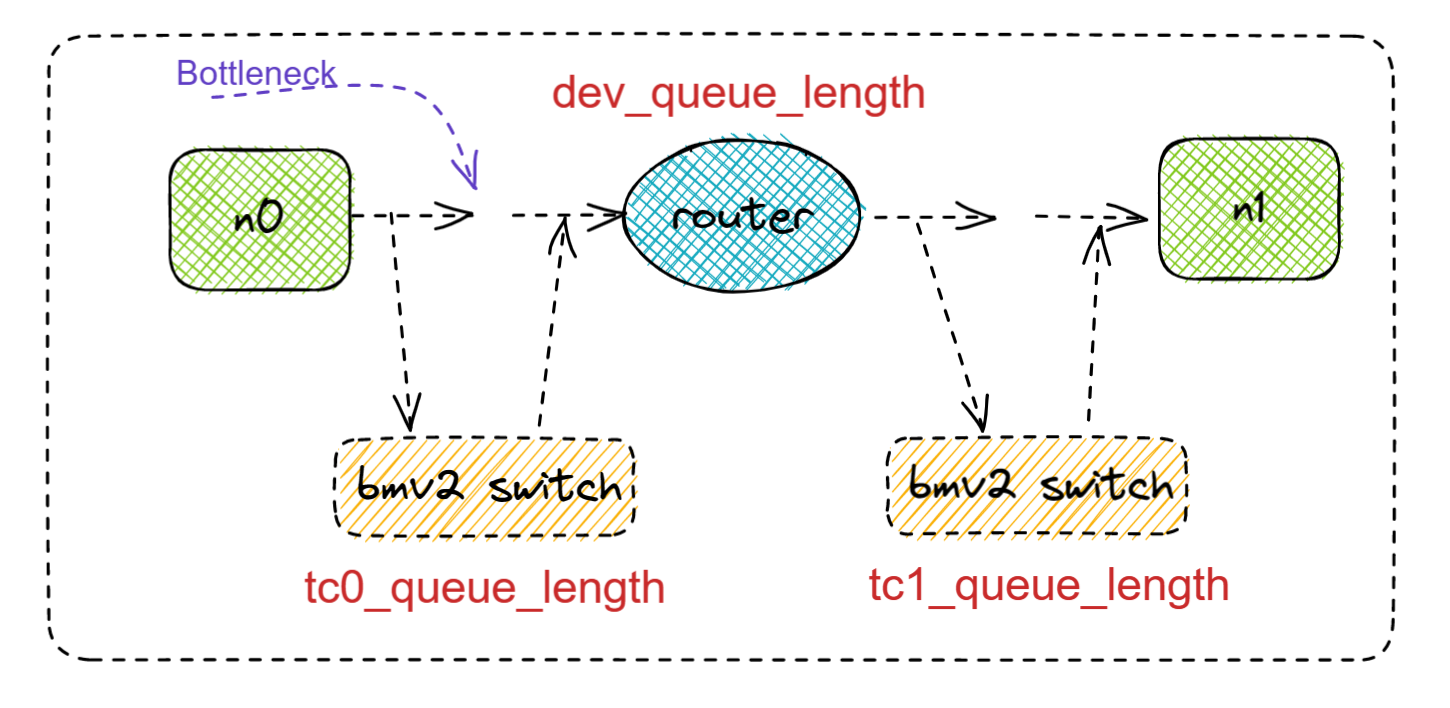 Bottleneck
dev_queue_length
n0
router
n1
bmv2 switch
bmv2 switch
tc0_queue_length
tc1_queue_length